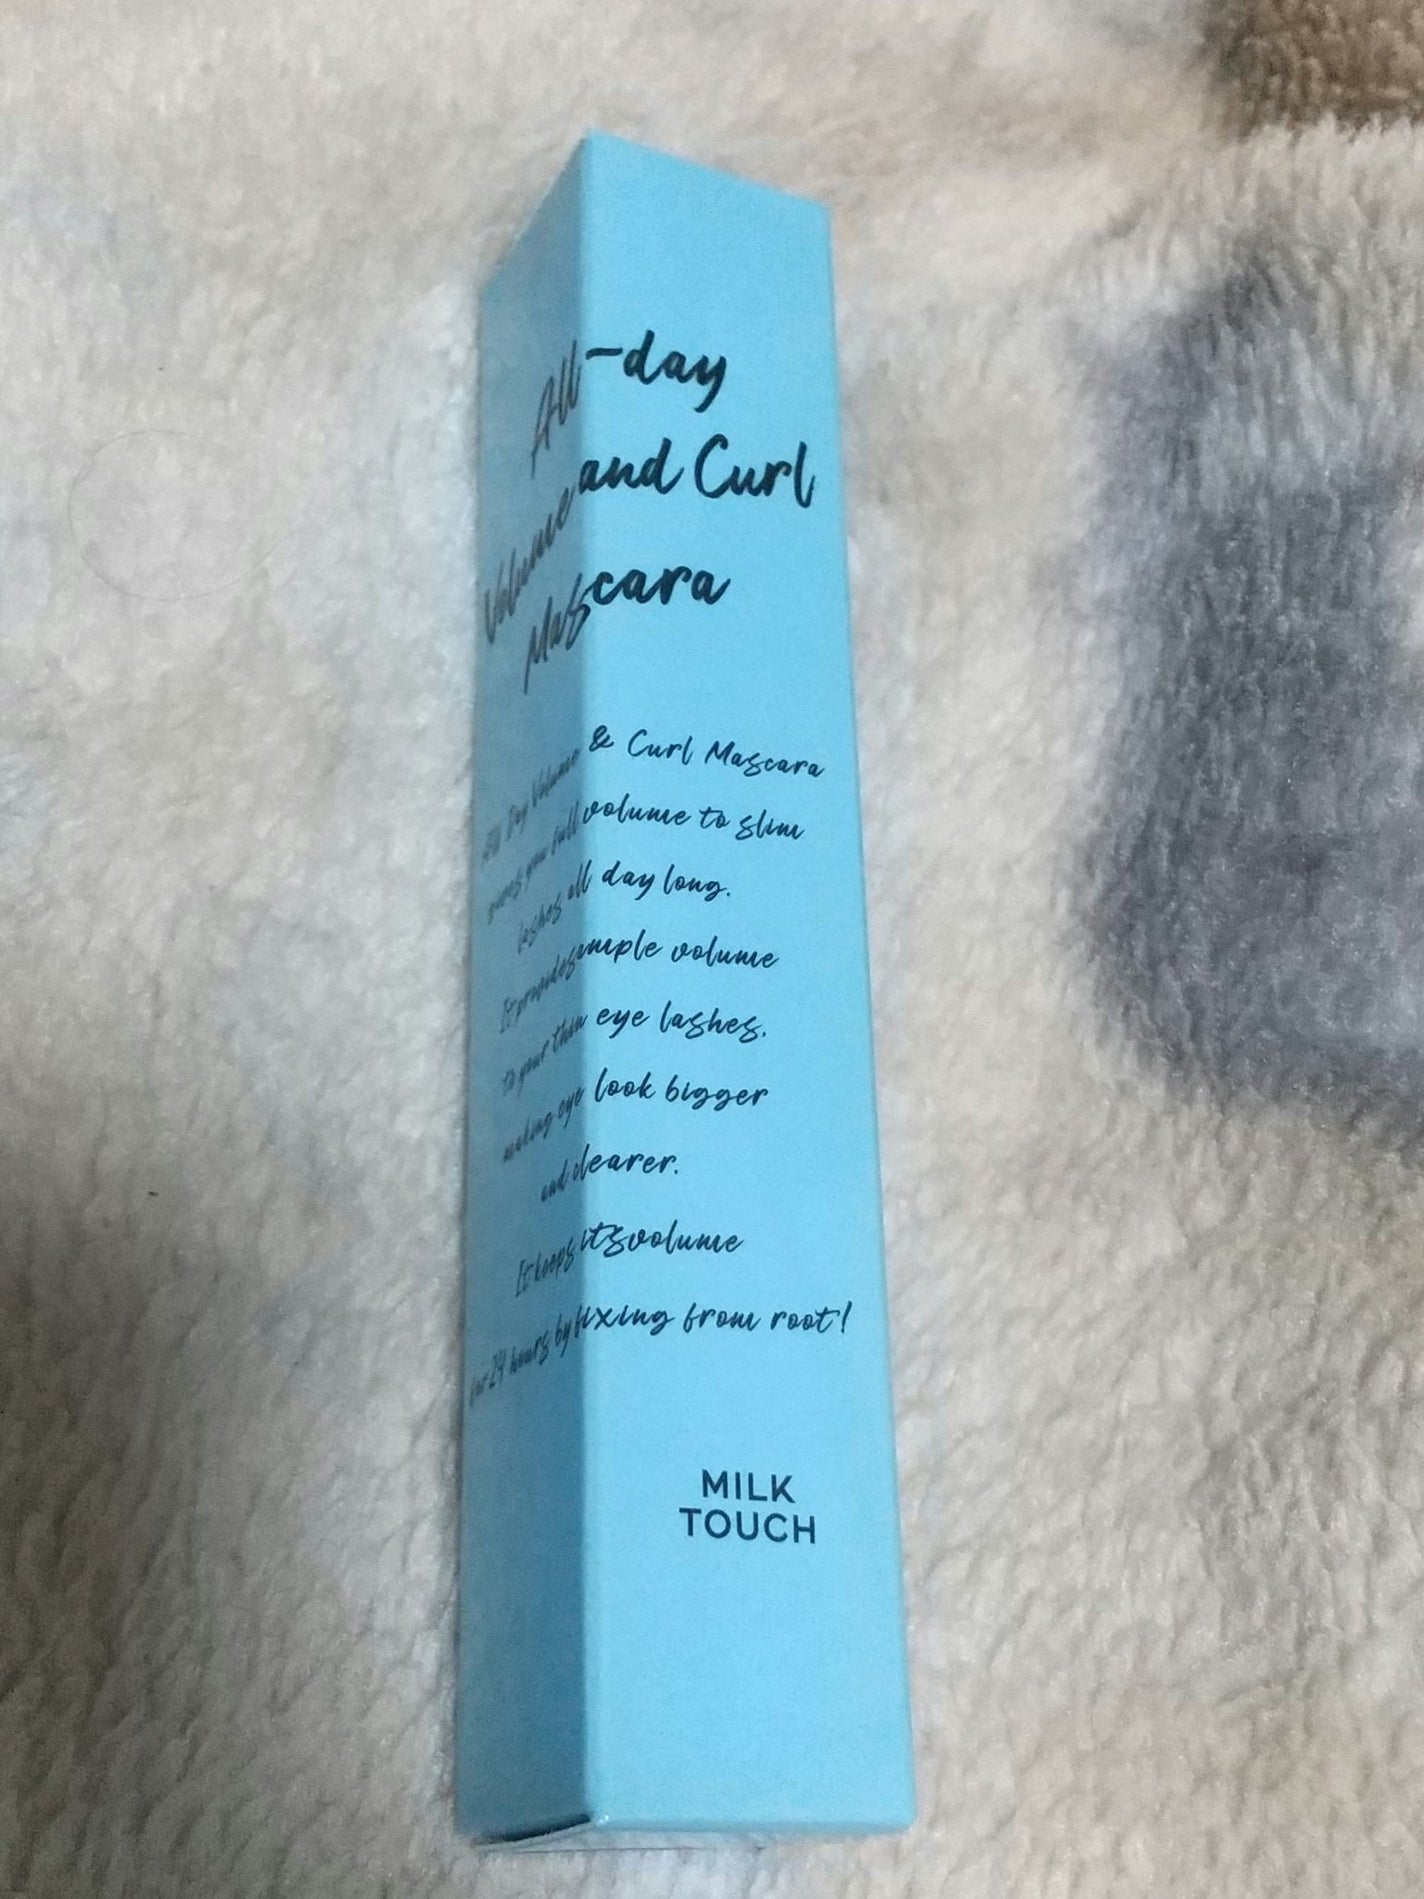 All-day
Volume and Curl
Mascara
All Day Volume & Curl Mascara
gives you full volume to slim
lashes all day long.
It provides ample volume
to your thin eye lashes,
making eye look bigger
and clearer.
It keeps its volume
for 24 hours by fixing from root!
MILK
TOUCH